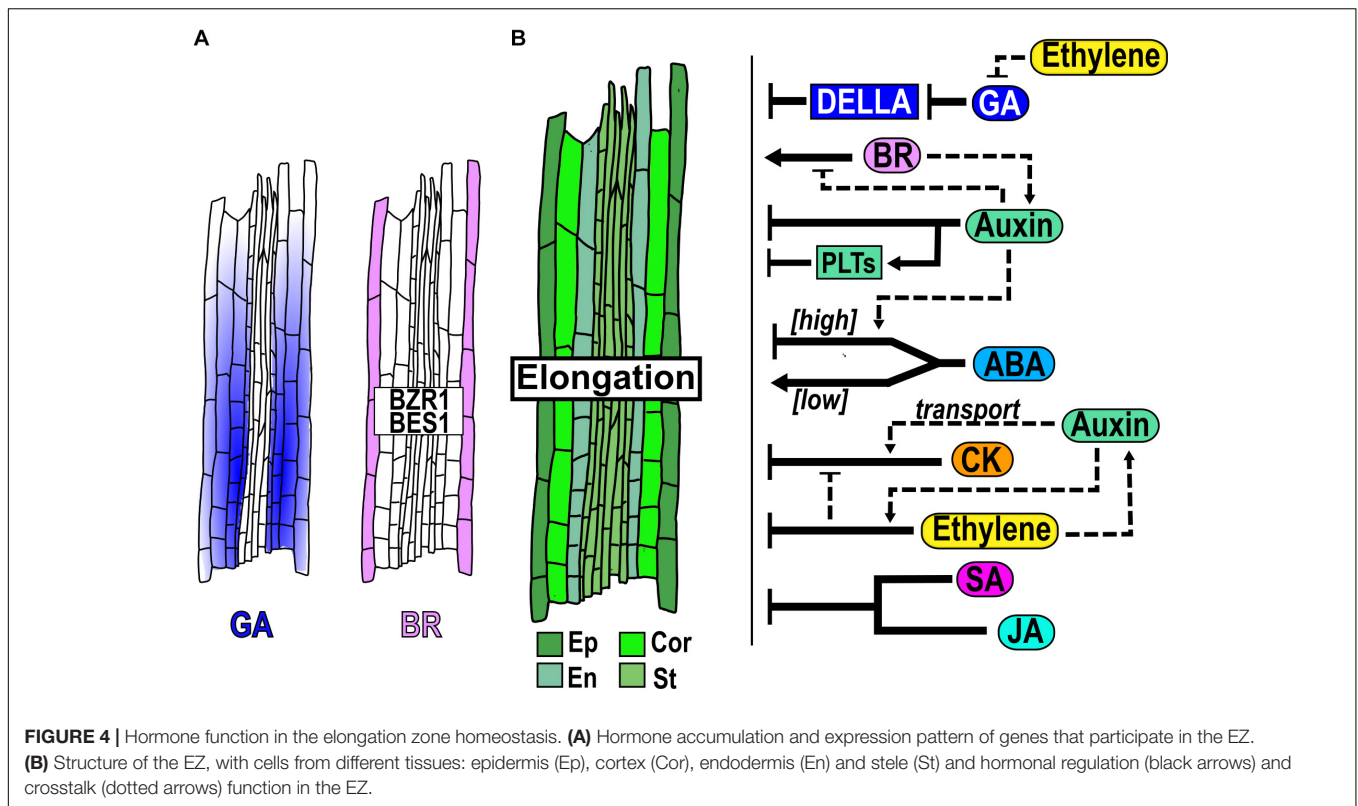 A
B
Ethylene
DELLA
GA
BR
BZR1
BES1
Auxin
PLTs
[high]
Elongation
ABA
[low]
transport
Auxin
CK
Ethylene
SA
JA
GA
BR
Ep
Cor
En
St
FIGURE 4 | Hormone function in the elongation zone homeostasis. (A) Hormone accumulation and expression pattern of genes that participate in the EZ.
(B) Structure of the EZ, with cells from different tissues: epidermis (Ep), cortex (Cor), endodermis (En) and stele (St) and hormonal regulation (black arrows) and
crosstalk (dotted arrows) function in the EZ.